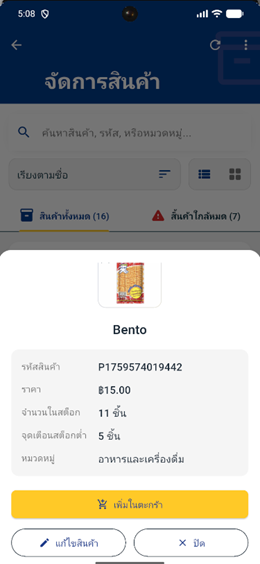 5:08
จัดการสินค้า
ค้นหาสินค้า, รหัส, หรือหมวดหมู่...
เรียงตามชื่อ
สินค้าทั้งหมด (16)
สินค้าใกล้หมด (7)
Bento
รหัสสินค้า P1759574019442
ราคา ฿15.00
จำนวนในสต็อก 11 ชิ้น
จุดเตือนสต็อกต่ำ 5 ชิ้น
หมวดหมู่ อาหารและเครื่องดื่ม
เพิ่มในตะกร้า
แก้ไขสินค้า
ปิด